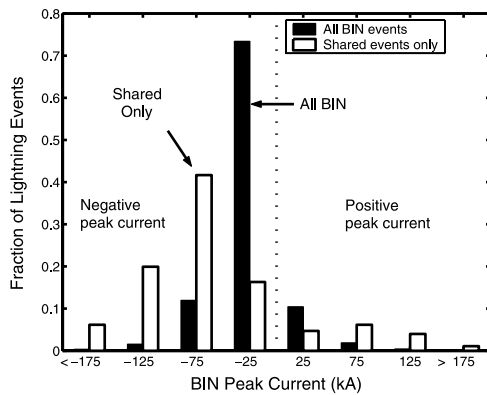 0.8
0.7
0.6
0.5
0.4
0.3
0.2
0.1
0
Fraction of Lightning Events
All BIN events
Shared events only
Shared
Only
All BIN
Negative
peak current
Positive
peak current
<−175 −125 −75 −25 25 75 125 > 175
BIN Peak Current (kA)